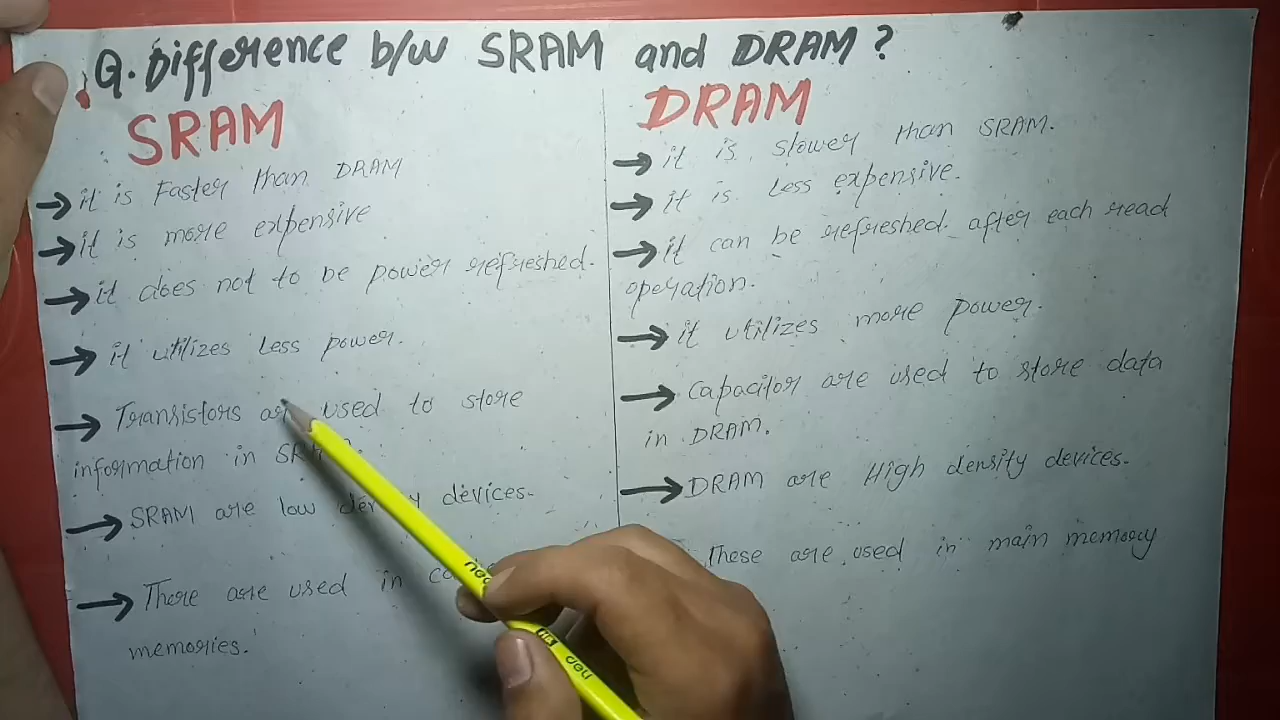 Q. Difference b/w SRAM and DRAM ?
SRAM
→ it is Faster than DRAM
→ it is more expensive
→ it does not to be power refreshed.
→ it utilizes Less power.
→ Transistors are used to store
information in
→ SRAM are low devices.
→ There are used in
memories.
DRAM
→ it is slower than SRAM.
→ it is Less expensive.
→ it can be refreshed after each read
operation.
→ it utilizes more power.
→ Capacitor are used to store data
in DRAM.
→ DRAM are High density devices.
These are used in main memory
neo
neo